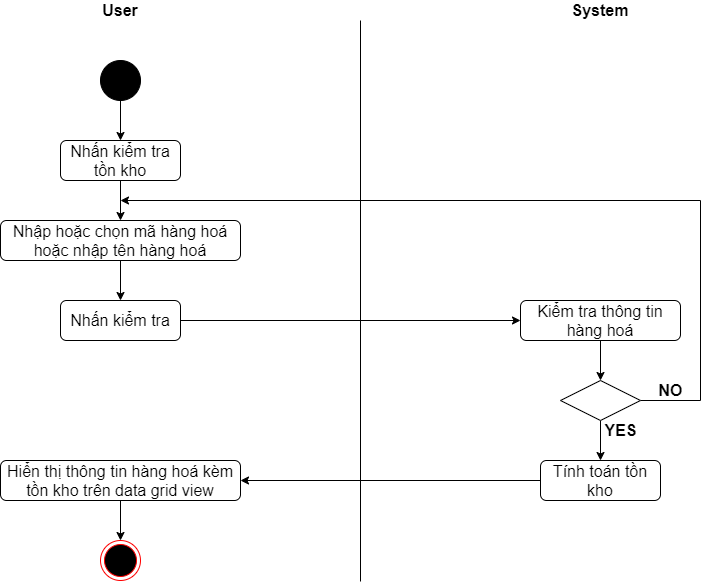 User
System
Nhấn kiểm tra
tồn kho
Nhập hoặc chọn mã hàng hoá
hoặc nhập tên hàng hoá
Nhấn kiểm tra
Kiểm tra thông tin
hàng hoá
NO
YES
Tính toán tồn
kho
Hiển thị thông tin hàng hoá kèm
tồn kho trên data grid view